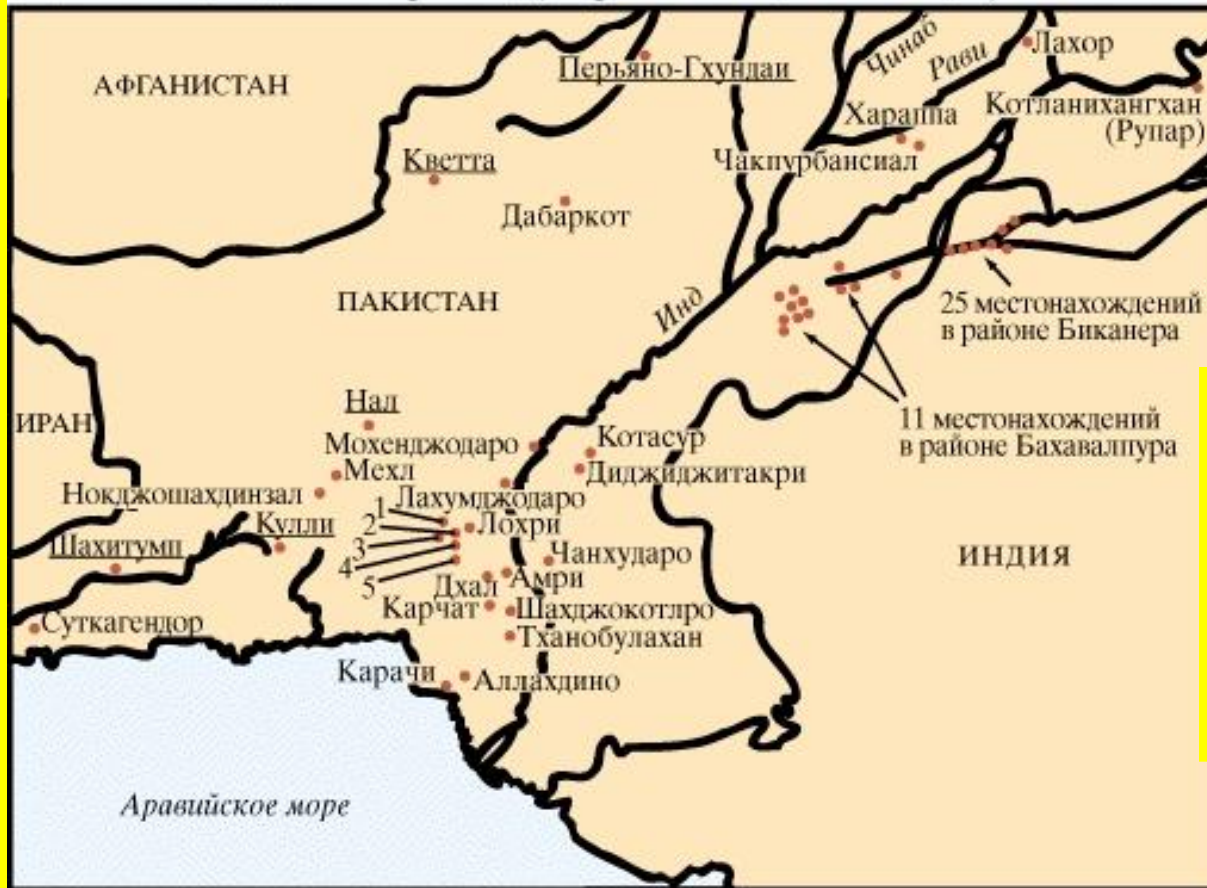 АФГАНИСТАН
Перьяно-Гхундаи
Чинаб
Рави
Лахор
Хараппа
Котланихангхан
(Рупар)
Кветта
Чакпурбансиал
Дабаркот
ПАКИСТАН
Инд
25 местонахождений
в районе Биканера
ИРАН
Нал
Мохенджодаро
Котасур
11 местонахождений
в районе Бахавалпура
Мехл
Диджиджитакри
Нокджошахдинзал
Лахумджодаро
1
2
3
4
5
Лохри
Кулли
Шахитумп
Чанхударо
ИНДИЯ
Дхал
Амри
Карчат
Шахджокотлро
Суткагендор
Тханобулахан
Карачи
Аллахдино
Аравийское море